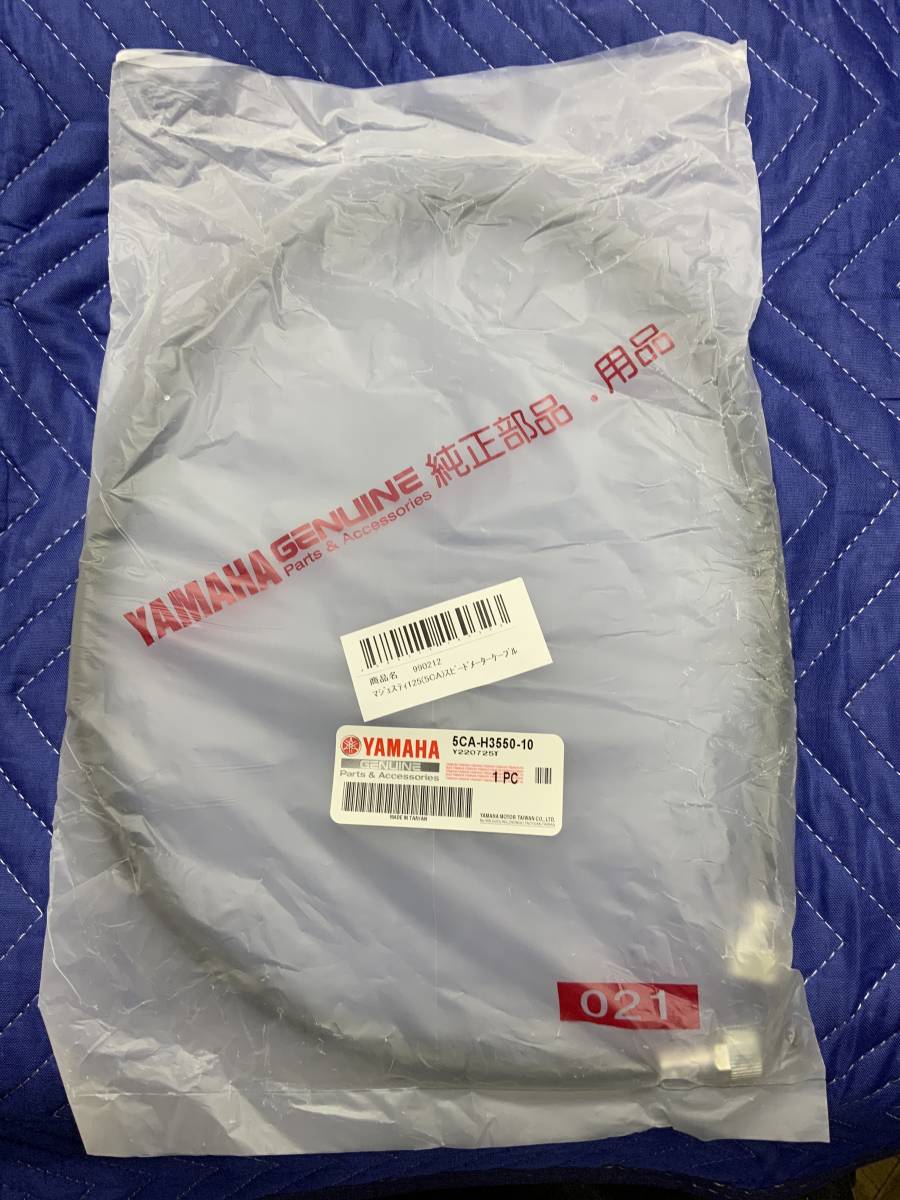 YAMAHA GENUINE 純正部品．用品
Parts & Accessories
商品名 990212
マジェスティ125(5CA)スピードメーターケーブル
YAMAHA
GENUINE
Parts & Accessories
5CA-H3550-10
Y220725T
1 PC
MADE IN TAIWAN
YAMAHA MOTOR TAIWAN CO., LTD.
021